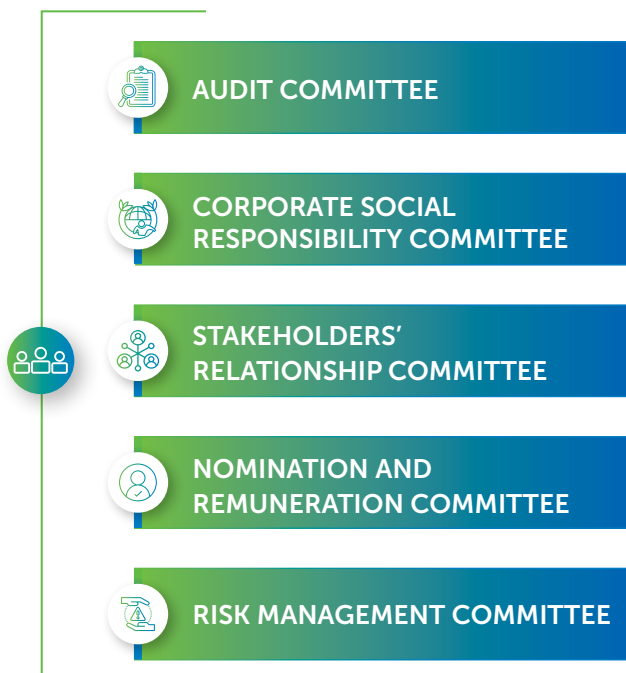 AUDIT COMMITTEE
CORPORATE SOCIAL
RESPONSIBILITY COMMITTEE
STAKEHOLDERS’
RELATIONSHIP COMMITTEE
NOMINATION AND
REMUNERATION COMMITTEE
RISK MANAGEMENT COMMITTEE